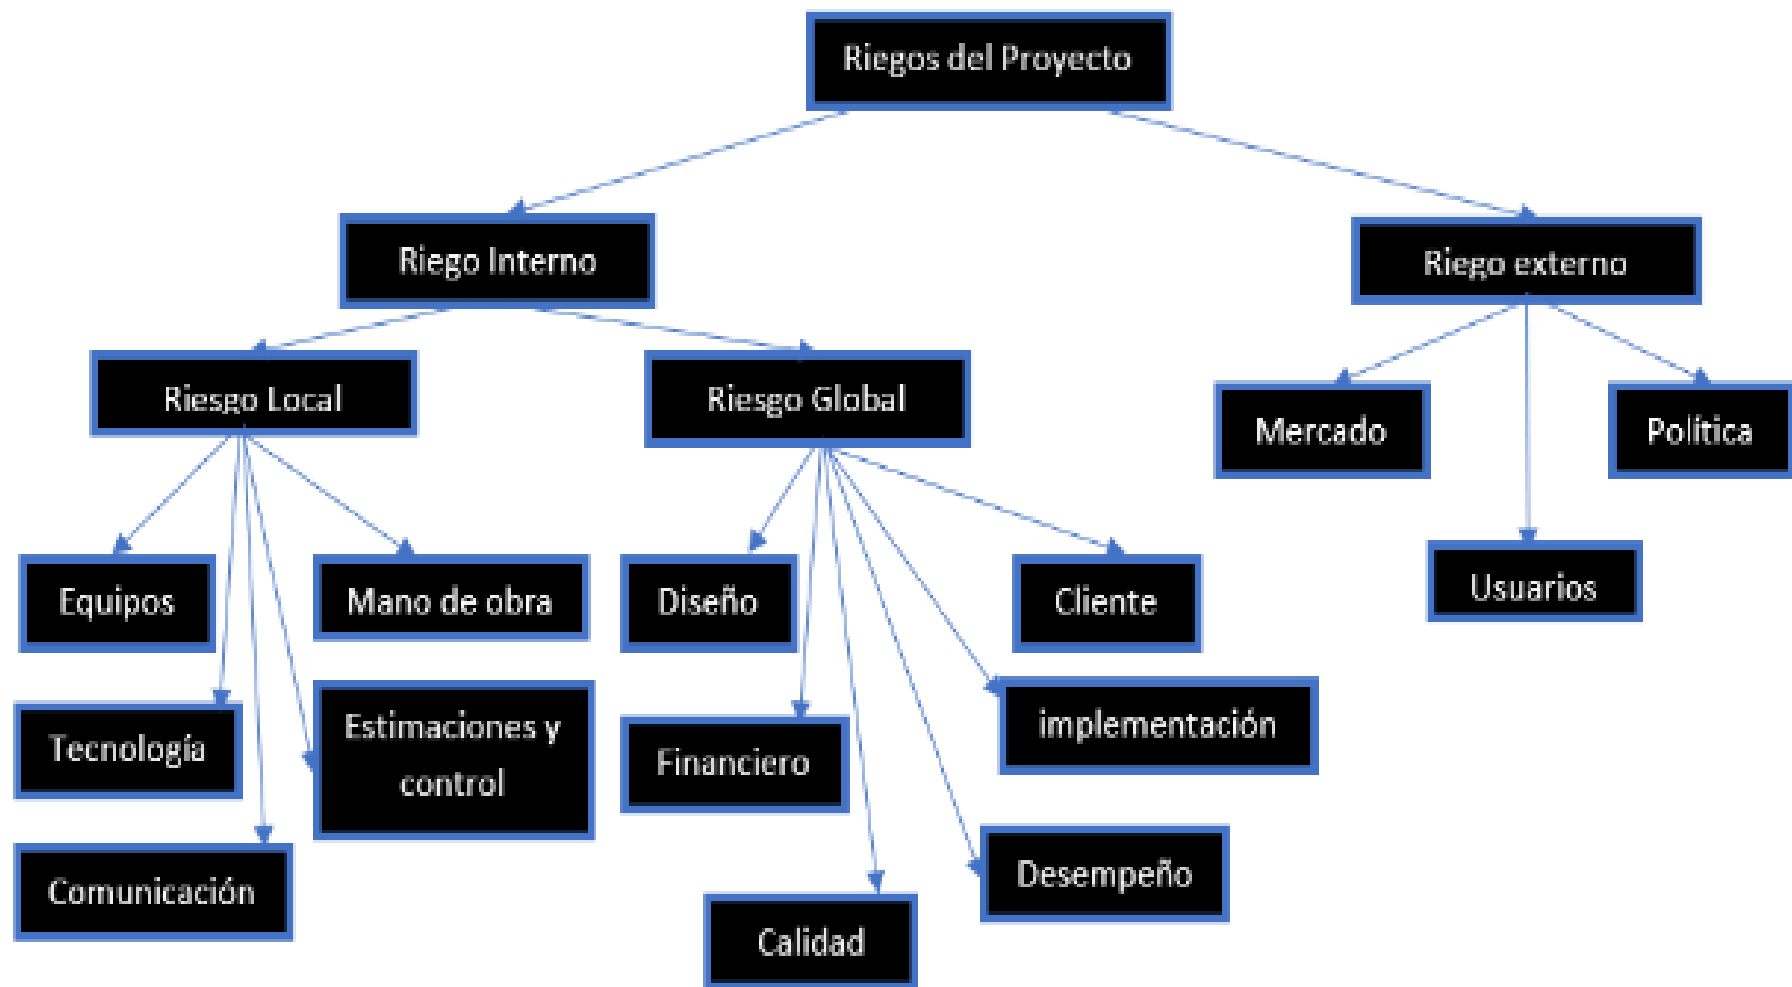 Riegos del Proyecto
Riego Interno
Riego externo
Riesgo Local
Riesgo Global
Mercado
Política
Equipos
Mano de obra
Diseño
Cliente
Usuarios
Tecnología
Estimaciones y
control
Financiero
implementación
Comunicación
Desempeño
Calidad